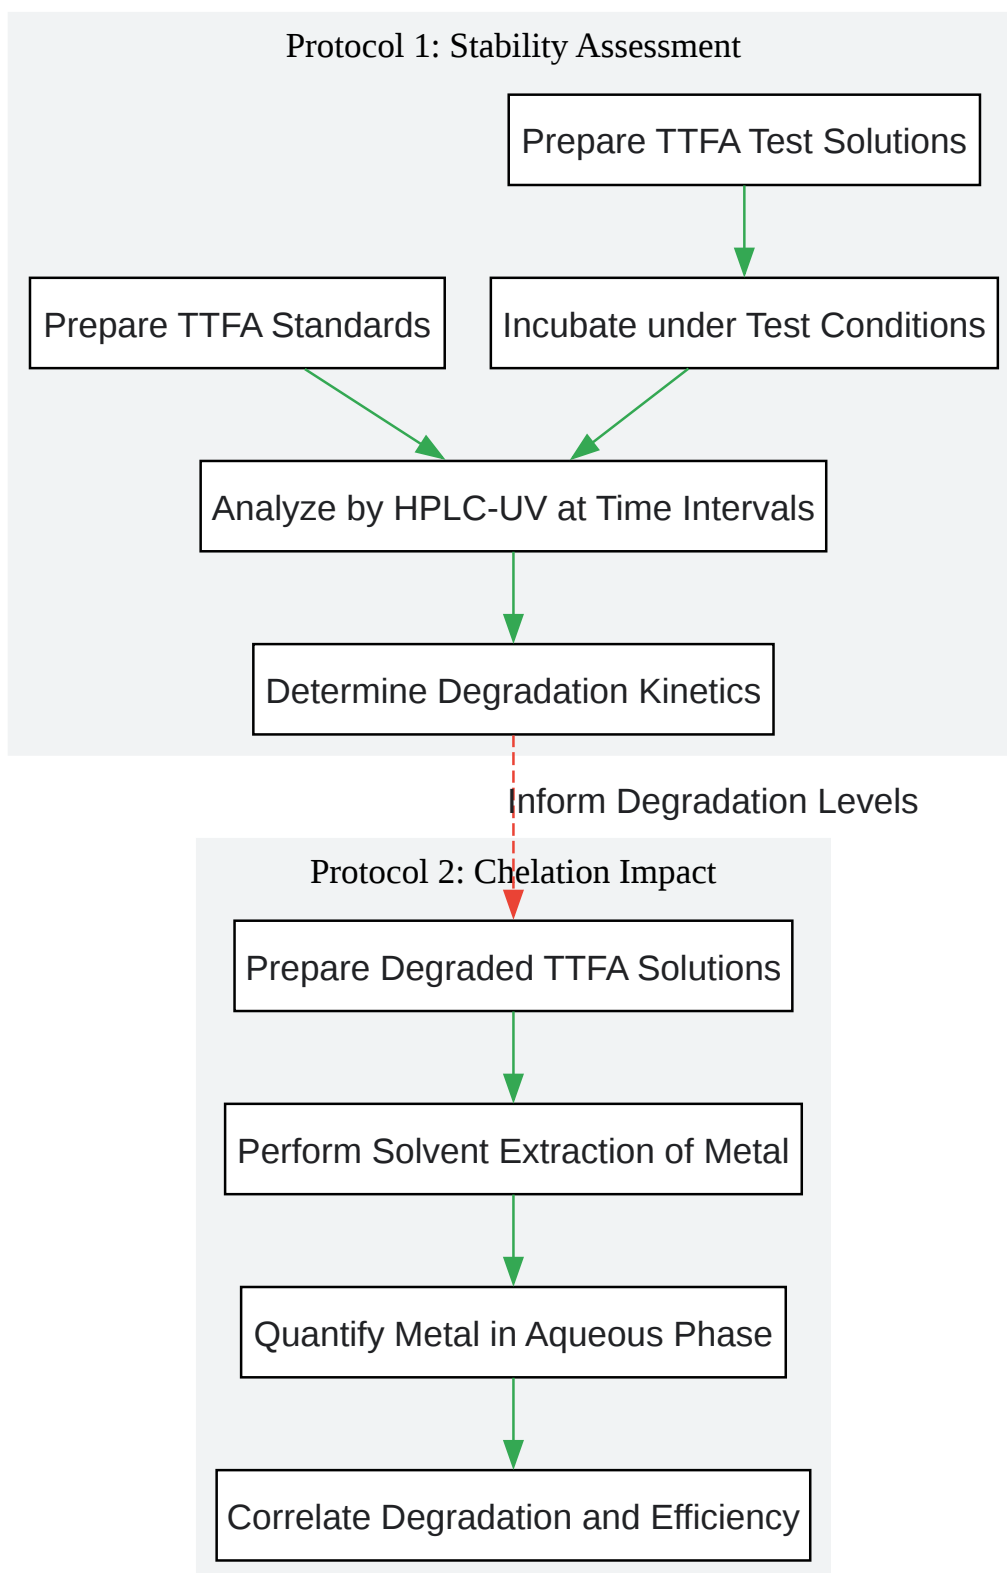 Protocol 1: Stability Assessment
Prepare TTFA Test Solutions
Prepare TTFA Standards
Incubate under Test Conditions
Analyze by HPLC-UV at Time Intervals
Determine Degradation Kinetics
Inform Degradation Levels
Protocol 2: Chelation Impact
Prepare Degraded TTFA Solutions
Perform Solvent Extraction of Metal
Quantify Metal in Aqueous Phase
Correlate Degradation and Efficiency